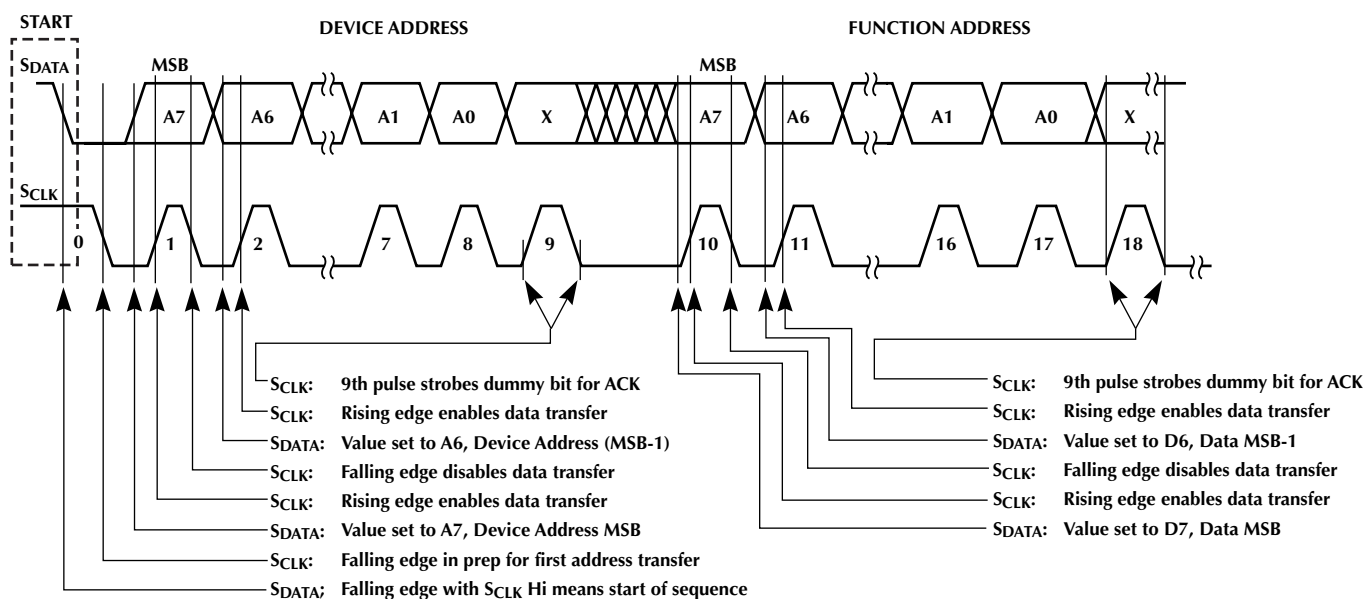 START
DEVICE ADDRESS
FUNCTION ADDRESS
SDATA
MSB
MSB
A7
A6
A1
A0
X
A7
A6
A1
A0
X
SCLK
0
1
2
7
8
9
10
11
16
17
18
SCLK: 9th pulse strobes dummy bit for ACK
SCLK: Rising edge enables data transfer
SDATA: Value set to A6, Device Address (MSB-1)
SCLK: Falling edge disables data transfer
SCLK: Rising edge enables data transfer
SDATA: Value set to A7, Device Address MSB
SCLK: Falling edge in prep for first address transfer
SDATA; Falling edge with SCLK Hi means start of sequence
SCLK: 9th pulse strobes dummy bit for ACK
SCLK: Rising edge enables data transfer
SDATA: Value set to D6, Data MSB-1
SCLK: Falling edge disables data transfer
SCLK: Rising edge enables data transfer
SDATA: Value set to D7, Data MSB